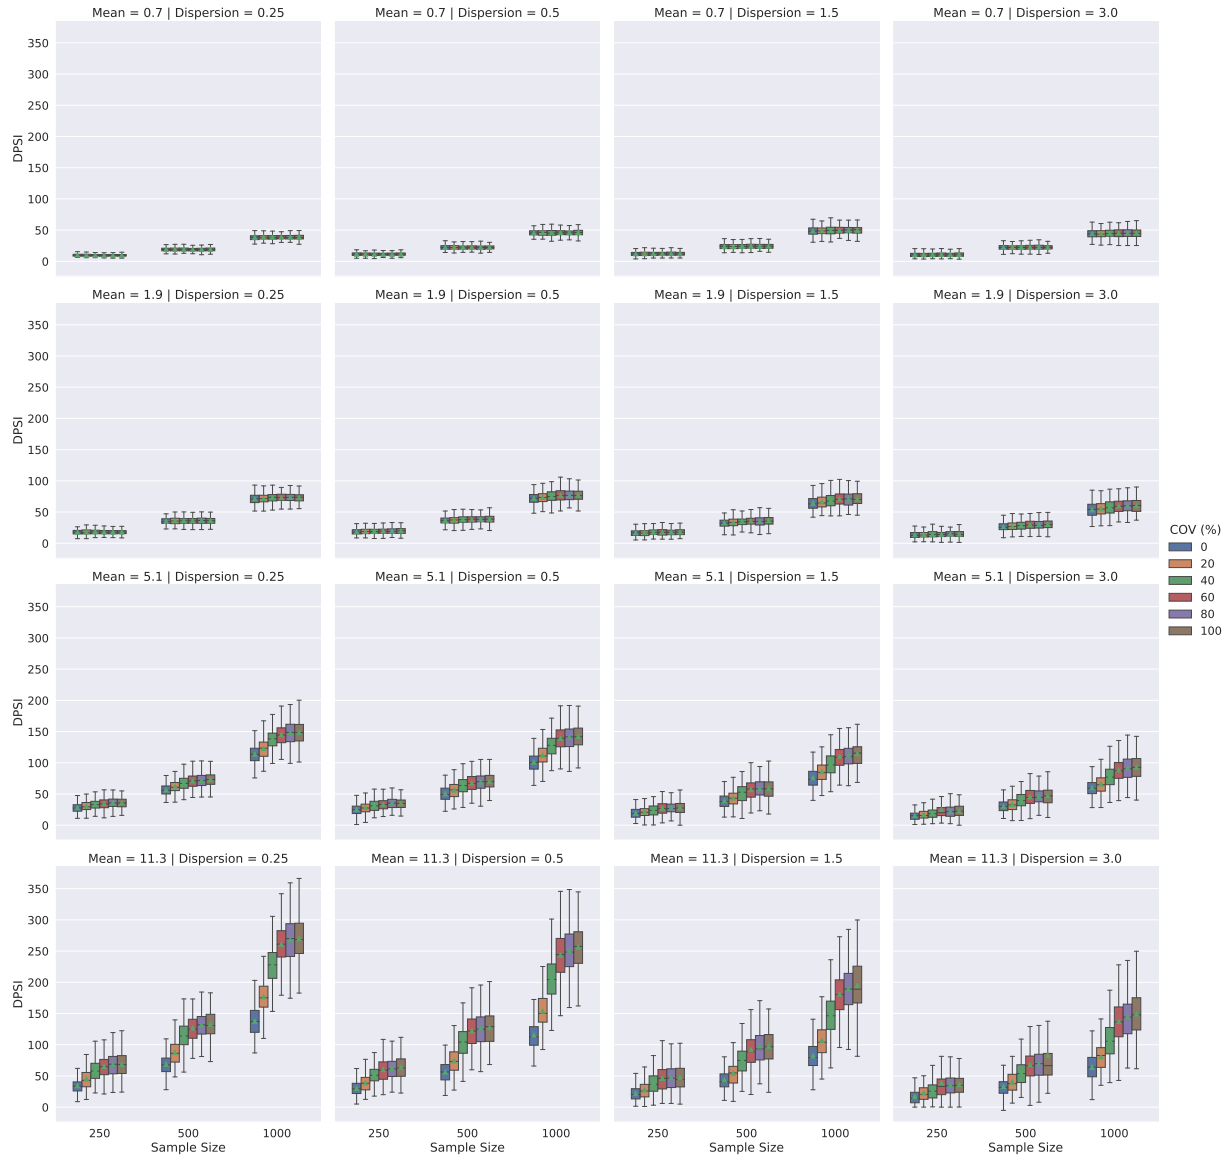 Mean = 0.7 | Dispersion = 0.25
Mean = 0.7 | Dispersion = 0.5
Mean = 0.7 | Dispersion = 1.5
Mean = 0.7 | Dispersion = 3.0
350
300
250
200
150
100
50
0
DPSI
Mean = 1.9 | Dispersion = 0.25
Mean = 1.9 | Dispersion = 0.5
Mean = 1.9 | Dispersion = 1.5
Mean = 1.9 | Dispersion = 3.0
350
300
250
200
150
100
50
0
DPSI
COV (%)
0
20
40
60
80
100
Mean = 5.1 | Dispersion = 0.25
Mean = 5.1 | Dispersion = 0.5
Mean = 5.1 | Dispersion = 1.5
Mean = 5.1 | Dispersion = 3.0
350
300
250
200
150
100
50
0
DPSI
Mean = 11.3 | Dispersion = 0.25
Mean = 11.3 | Dispersion = 0.5
Mean = 11.3 | Dispersion = 1.5
Mean = 11.3 | Dispersion = 3.0
350
300
250
200
150
100
50
0
DPSI
250 500 1000
Sample Size
250 500 1000
Sample Size
250 500 1000
Sample Size
250 500 1000
Sample Size